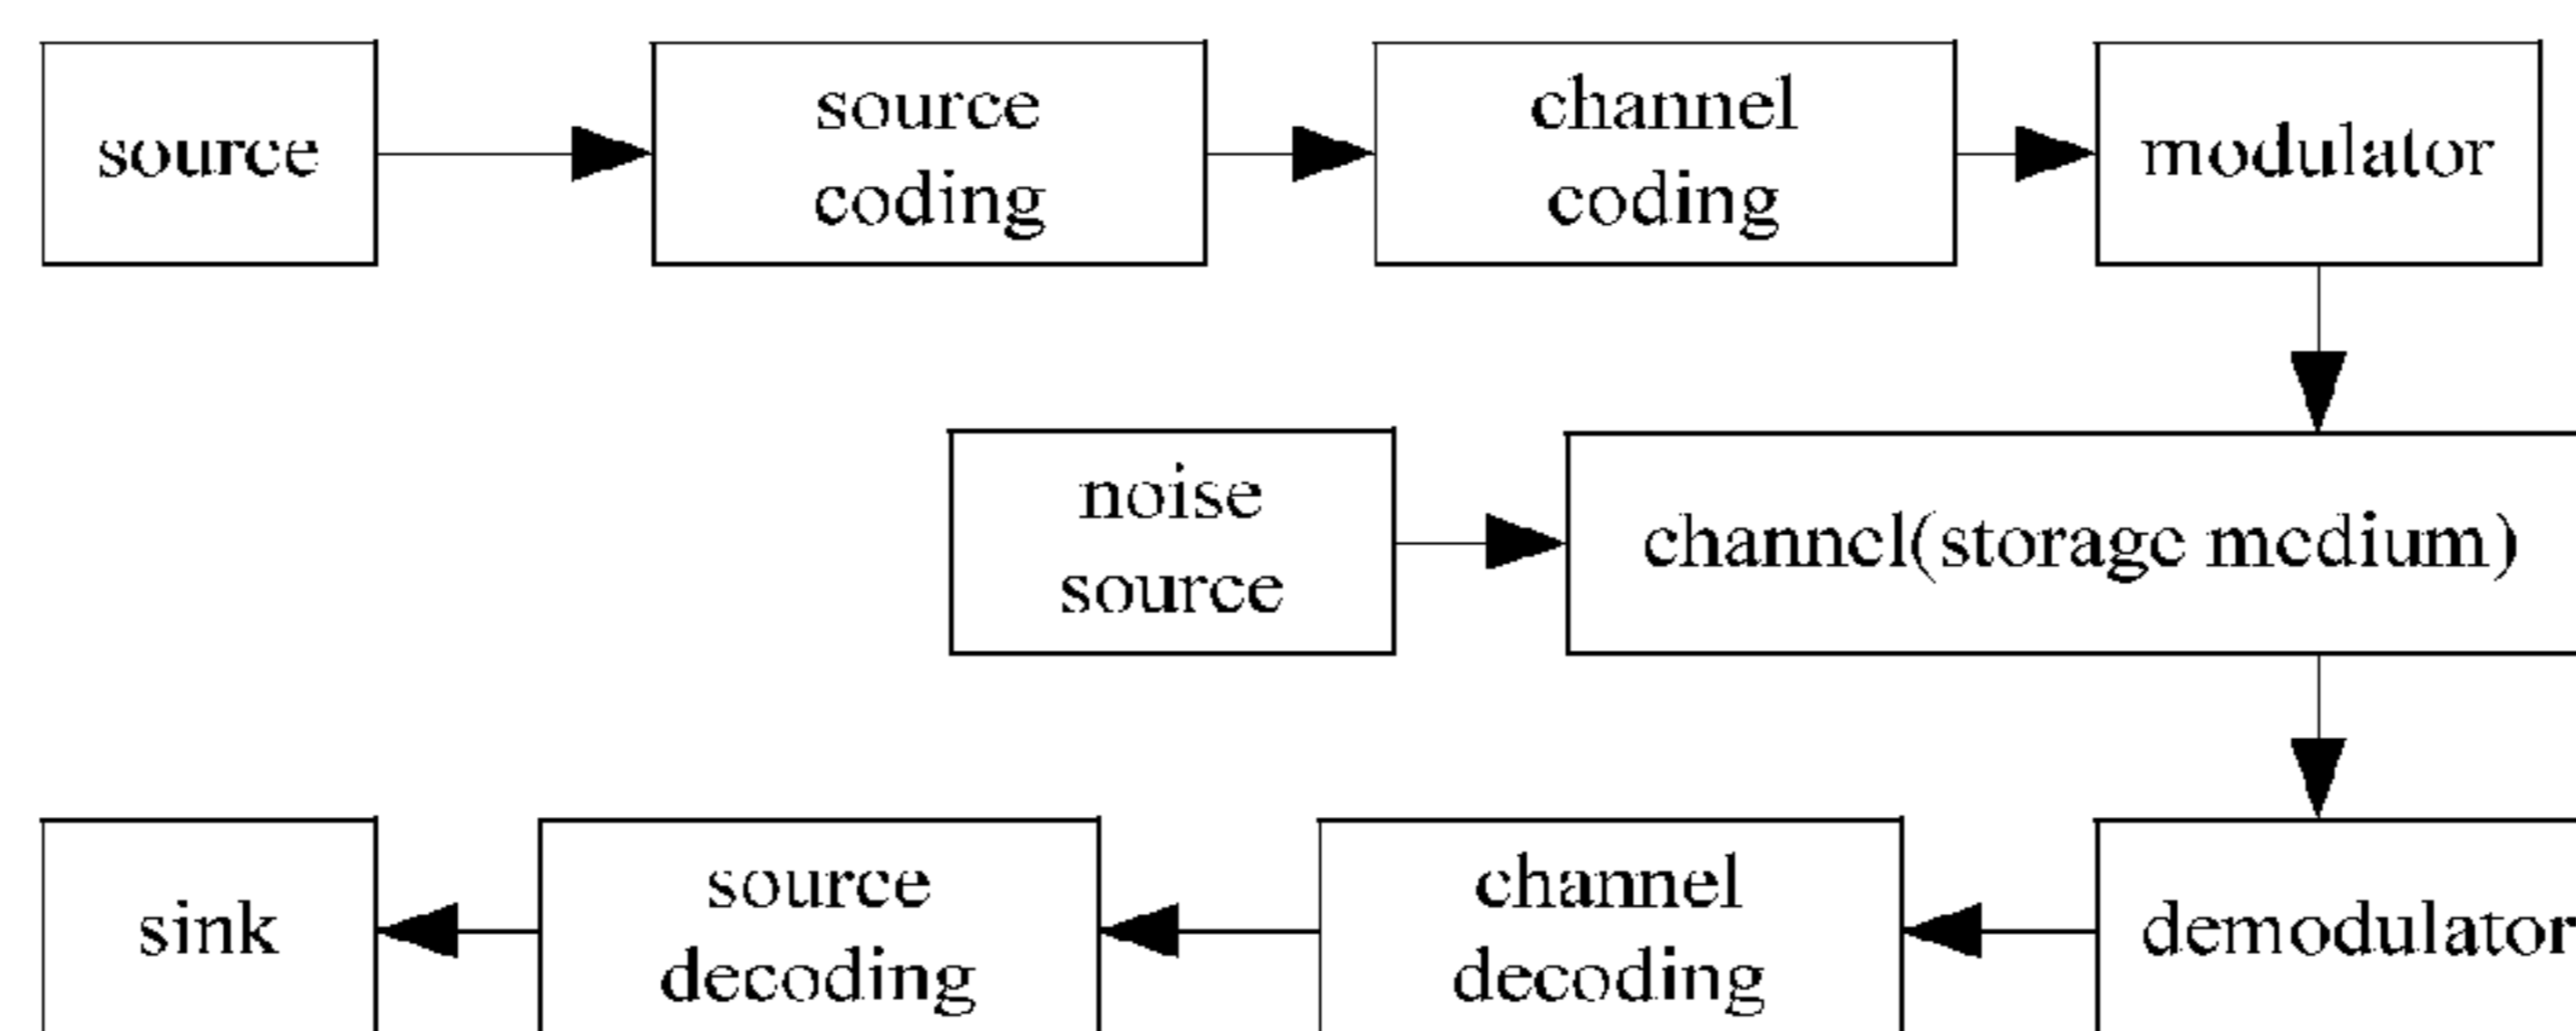 source
source
coding
channel
coding
modulator
noise
source
channel(storage medium)
sink
source
decoding
channel
decoding
demodulator